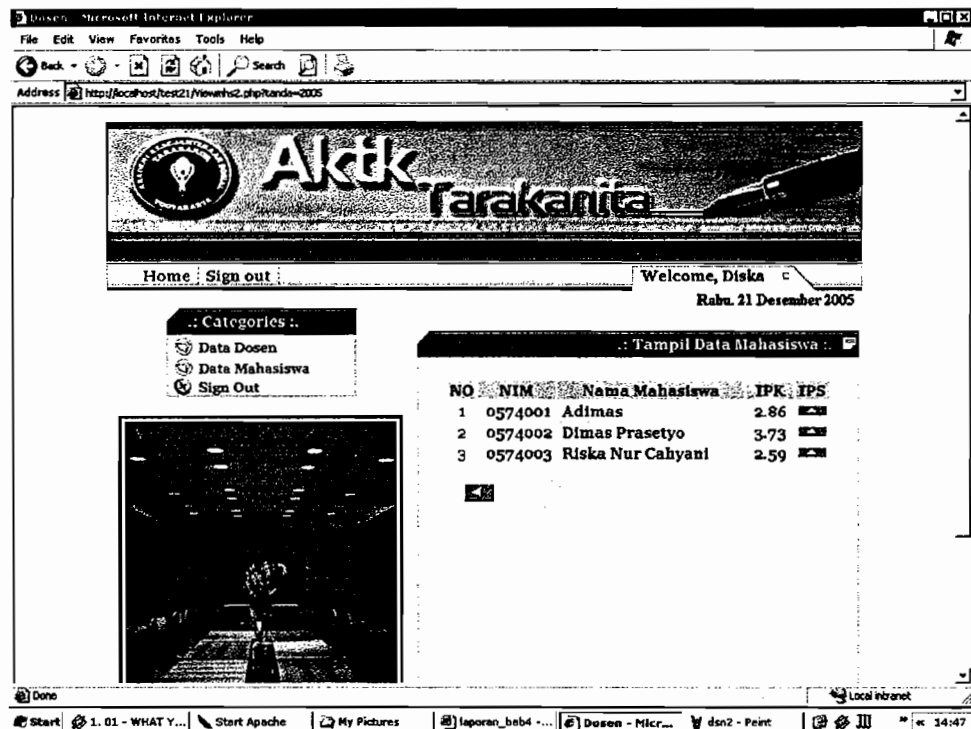 Dosen - Microsoft Internet Explorer
File Edit View Favorites Tools Help
Back Search
Address http://localhost/test21/viewmhs2.php?tanda=2005
Aktk
Tarakanita
Home Sign out
Welcome, Diska
Rabu, 21 Desember 2005
.: Categories :.
Data Dosen
Data Mahasiswa
Sign Out
.: Tampil Data Mahasiswa :.
NO NIM Nama Mahasiswa IPK IPS
1 0574001 Adimas 2.86
2 0574002 Dimas Prasetyo 3.73
3 0574003 Riska Nur Cahyani 2.59
Done Local intranet
Start 1. 01 - WHAT Y... Start Apache My Pictures laporan_bab4 -... Dosen - Micr... dsn2 - Paint 14:47